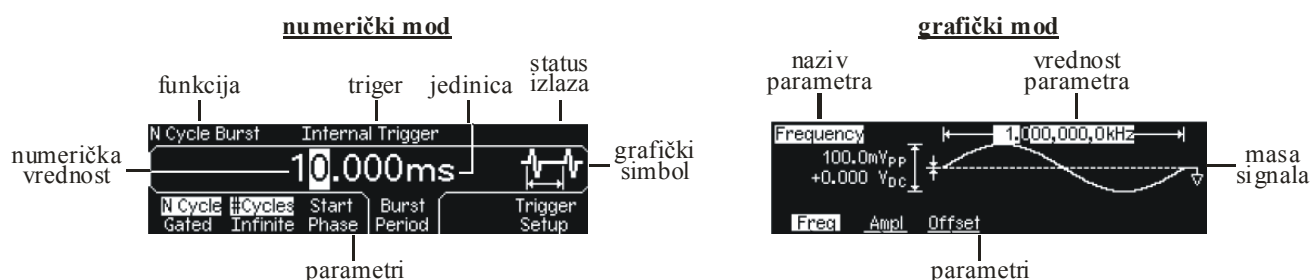 numerički mod
funkcija
triger
jedinica
status
izlaza
N Cycle Burst
Internal Trigger
numerička
vrednost
10.000ms
grafički
simbol
N Cycle #Cycles Start Burst Trigger
Gated Infinite Phase Period Setup
parametri
grafički mod
naziv
parametra
vrednost
parametra
Frequency
1.000,000,0kHz
100.0mVPP
+0.000 VDC
masa
signala
Freq Ampl Offset
parametri